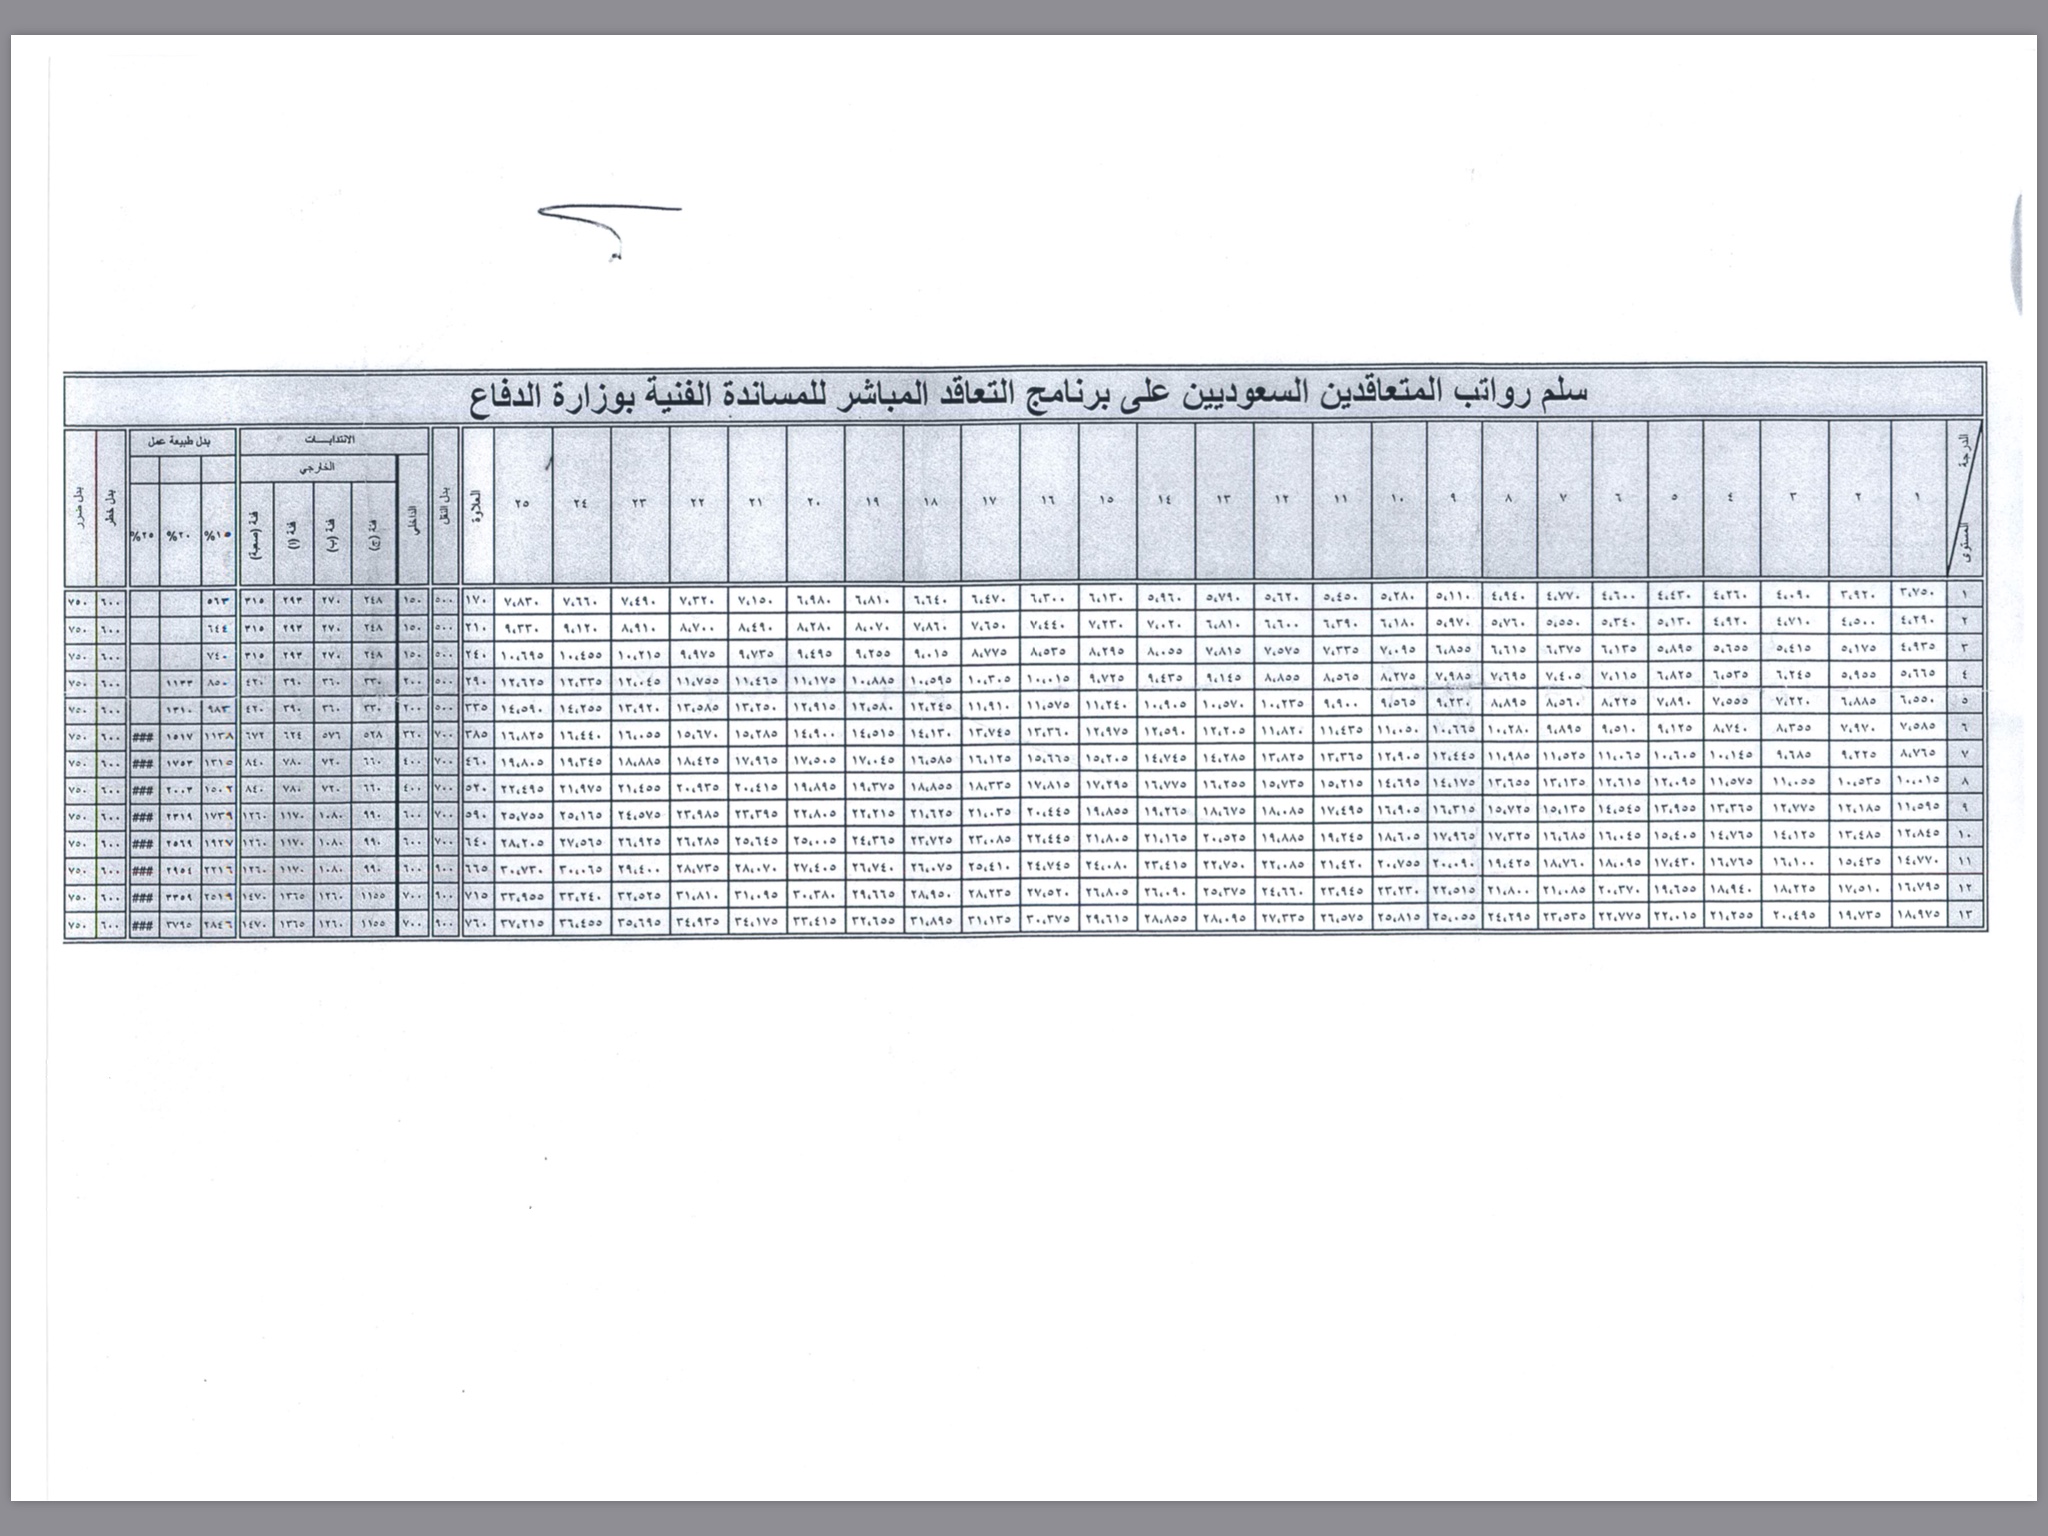 سلم رواتب المتعاقدين السعوديين على برنامج التعاقد المباشر للمساندة الفنية بوزارة الدفاع
الدرجة المستوى ١ ٢ ٣ ٤ ٥ ٦ ٧ ٨ ٩ ١٠ ١١ ١٢ ١٣ ١٤ ١٥ ١٦ ١٧ ١٨ ١٩ ٢٠ ٢١ ٢٢ ٢٣ ٢٤ ٢٥ العلاوة بدل النقل الانتدابـــات الداخلي الخارجي فئة (ج) فئة (ب) فئة (أ) فئة (صعبة) بدل طبيعة عمل ١٥% ٢٠% ٢٥% بدل خطر بدل ضرر
١ ٣،٧٥٠ ٣،٩٢٠ ٤،٠٩٠ ٤،٢٦٠ ٤،٤٣٠ ٤،٦٠٠ ٤،٧٧٠ ٤،٩٤٠ ٥،١١٠ ٥،٢٨٠ ٥،٤٥٠ ٥،٦٢٠ ٥،٧٩٠ ٥،٩٦٠ ٦،١٣٠ ٦،٣٠٠ ٦،٤٧٠ ٦،٦٤٠ ٦،٨١٠ ٦،٩٨٠ ٧،١٥٠ ٧،٣٢٠ ٧،٤٩٠ ٧،٦٦٠ ٧،٨٣٠ ١٧٠ ٥٠٠ ١٥٠ ٢٤٨ ٢٧٠ ٢٩٣ ٣١٥ ٥٦٣ ٦٠٠ ٧٥٠
٢ ٤،٢٩٠ ٤،٥٠٠ ٤،٧١٠ ٤،٩٢٠ ٥،١٣٠ ٥،٣٤٠ ٥،٥٥٠ ٥،٧٦٠ ٥،٩٧٠ ٦،١٨٠ ٦،٣٩٠ ٦،٦٠٠ ٦،٨١٠ ٧،٠٢٠ ٧،٢٣٠ ٧،٤٤٠ ٧،٦٥٠ ٧،٨٦٠ ٨،٠٧٠ ٨،٢٨٠ ٨،٤٩٠ ٨،٧٠٠ ٨،٩١٠ ٩،١٢٠ ٩،٣٣٠ ٢١٠ ٥٠٠ ١٥٠ ٢٤٨ ٢٧٠ ٢٩٣ ٣١٥ ٦٤٤ ٦٠٠ ٧٥٠
٣ ٤،٩٣٥ ٥،١٧٥ ٥،٤١٥ ٥،٦٥٥ ٥،٨٩٥ ٦،١٣٥ ٦،٣٧٥ ٦،٦١٥ ٦،٨٥٥ ٧،٠٩٥ ٧،٣٣٥ ٧،٥٧٥ ٧،٨١٥ ٨،٠٥٥ ٨،٢٩٥ ٨،٥٣٥ ٨،٧٧٥ ٩،٠١٥ ٩،٢٥٥ ٩،٤٩٥ ٩،٧٣٥ ٩،٩٧٥ ١٠،٢١٥ ١٠،٤٥٥ ١٠،٦٩٥ ٢٤٠ ٥٠٠ ١٥٠ ٢٤٨ ٢٧٠ ٢٩٣ ٣١٥ ٧٤٠ ٦٠٠ ٧٥٠
٤ ٥،٦٦٥ ٥،٩٥٥ ٦،٢٤٥ ٦،٥٣٥ ٦،٨٢٥ ٧،١١٥ ٧،٤٠٥ ٧،٦٩٥ ٧،٩٨٥ ٨،٢٧٥ ٨،٥٦٥ ٨،٨٥٥ ٩،١٤٥ ٩،٤٣٥ ٩،٧٢٥ ١٠،٠١٥ ١٠،٣٠٥ ١٠،٥٩٥ ١٠،٨٨٥ ١١،١٧٥ ١١،٤٦٥ ١١،٧٥٥ ١٢،٠٤٥ ١٢،٣٣٥ ١٢،٦٢٥ ٢٩٠ ٥٠٠ ٢٠٠ ٣٣٠ ٣٦٠ ٣٩٠ ٤٢٠ ٨٥٠ ١١٣٣ ٦٠٠ ٧٥٠
٥ ٦،٥٥٠ ٦،٨٨٥ ٧،٢٢٠ ٧،٥٥٥ ٧،٨٩٠ ٨،٢٢٥ ٨،٥٦٠ ٨،٨٩٥ ٩،٢٣٠ ٩،٥٦٥ ٩،٩٠٠ ١٠،٢٣٥ ١٠،٥٧٠ ١٠،٩٠٥ ١١،٢٤٠ ١١،٥٧٥ ١١،٩١٠ ١٢،٢٤٥ ١٢،٥٨٠ ١٢،٩١٥ ١٣،٢٥٠ ١٣،٥٨٥ ١٣،٩٢٠ ١٤،٢٥٥ ١٤،٥٩٠ ٣٣٥ ٥٠٠ ٢٠٠ ٣٣٠ ٣٦٠ ٣٩٠ ٤٢٠ ٩٨٣ ١٣١٠ ٦٠٠ ٧٥٠
٦ ٧،٥٨٥ ٧،٩٧٠ ٨،٣٥٥ ٨،٧٤٠ ٩،١٢٥ ٩،٥١٠ ٩،٨٩٥ ١٠،٢٨٠ ١٠،٦٦٥ ١١،٠٥٠ ١١،٤٣٥ ١١،٨٢٠ ١٢،٢٠٥ ١٢،٥٩٠ ١٢،٩٧٥ ١٣،٣٦٠ ١٣،٧٤٥ ١٤،١٣٠ ١٤،٥١٥ ١٤،٩٠٠ ١٥،٢٨٥ ١٥،٦٧٠ ١٦،٠٥٥ ١٦،٤٤٠ ١٦،٨٢٥ ٣٨٥ ٧٠٠ ٣٢٠ ٥٢٨ ٥٧٦ ٦٢٤ ٦٧٢ ١١٣٨ ١٥١٧ ### ٦٠٠ ٧٥٠
٧ ٨،٧٦٥ ٩،٢٢٥ ٩،٦٨٥ ١٠،١٤٥ ١٠،٦٠٥ ١١،٠٦٥ ١١،٥٢٥ ١١،٩٨٥ ١٢،٤٤٥ ١٢،٩٠٥ ١٣،٣٦٥ ١٣،٨٢٥ ١٤،٢٨٥ ١٤،٧٤٥ ١٥،٢٠٥ ١٥،٦٦٥ ١٦،١٢٥ ١٦،٥٨٥ ١٧،٠٤٥ ١٧،٥٠٥ ١٧،٩٦٥ ١٨،٤٢٥ ١٨،٨٨٥ ١٩،٣٤٥ ١٩،٨٠٥ ٤٦٠ ٧٠٠ ٤٠٠ ٦٦٠ ٧٢٠ ٧٨٠ ٨٤٠ ١٣١٥ ١٧٥٣ ### ٦٠٠ ٧٥٠
٨ ١٠،٠١٥ ١٠،٥٣٥ ١١،٠٥٥ ١١،٥٧٥ ١٢،٠٩٥ ١٢،٦١٥ ١٣،١٣٥ ١٣،٦٥٥ ١٤،١٧٥ ١٤،٦٩٥ ١٥،٢١٥ ١٥،٧٣٥ ١٦،٢٥٥ ١٦،٧٧٥ ١٧،٢٩٥ ١٧،٨١٥ ١٨،٣٣٥ ١٨،٨٥٥ ١٩،٣٧٥ ١٩،٨٩٥ ٢٠،٤١٥ ٢٠،٩٣٥ ٢١،٤٥٥ ٢١،٩٧٥ ٢٢،٤٩٥ ٥٢٠ ٧٠٠ ٤٠٠ ٦٦٠ ٧٢٠ ٧٨٠ ٨٤٠ ١٥٠٢ ٢٠٠٣ ### ٦٠٠ ٧٥٠
٩ ١١،٥٩٥ ١٢،١٨٥ ١٢،٧٧٥ ١٣،٣٦٥ ١٣،٩٥٥ ١٤،٥٤٥ ١٥،١٣٥ ١٥،٧٢٥ ١٦،٣١٥ ١٦،٩٠٥ ١٧،٤٩٥ ١٨،٠٨٥ ١٨،٦٧٥ ١٩،٢٦٥ ١٩،٨٥٥ ٢٠،٤٤٥ ٢١،٠٣٥ ٢١،٦٢٥ ٢٢،٢١٥ ٢٢،٨٠٥ ٢٣،٣٩٥ ٢٣،٩٨٥ ٢٤،٥٧٥ ٢٥،١٦٥ ٢٥،٧٥٥ ٥٩٠ ٧٠٠ ٦٠٠ ٩٩٠ ١٠٨٠ ١١٧٠ ١٢٦٠ ١٧٣٩ ٢٣١٩ ### ٦٠٠ ٧٥٠
١٠ ١٢،٨٤٥ ١٣،٤٨٥ ١٤،١٢٥ ١٤،٧٦٥ ١٥،٤٠٥ ١٦،٠٤٥ ١٦،٦٨٥ ١٧،٣٢٥ ١٧،٩٦٥ ١٨،٦٠٥ ١٩،٢٤٥ ١٩،٨٨٥ ٢٠،٥٢٥ ٢١،١٦٥ ٢١،٨٠٥ ٢٢،٤٤٥ ٢٣،٠٨٥ ٢٣،٧٢٥ ٢٤،٣٦٥ ٢٥،٠٠٥ ٢٥،٦٤٥ ٢٦،٢٨٥ ٢٦،٩٢٥ ٢٧،٥٦٥ ٢٨،٢٠٥ ٦٤٠ ٧٠٠ ٦٠٠ ٩٩٠ ١٠٨٠ ١١٧٠ ١٢٦٠ ١٩٢٧ ٢٥٦٩ ### ٦٠٠ ٧٥٠
١١ ١٤،٧٧٠ ١٥،٤٣٥ ١٦،١٠٠ ١٦،٧٦٥ ١٧،٤٣٠ ١٨،٠٩٥ ١٨،٧٦٠ ١٩،٤٢٥ ٢٠،٠٩٠ ٢٠،٧٥٥ ٢١،٤٢٠ ٢٢،٠٨٥ ٢٢،٧٥٠ ٢٣،٤١٥ ٢٤،٠٨٠ ٢٤،٧٤٥ ٢٥،٤١٠ ٢٦،٠٧٥ ٢٦،٧٤٠ ٢٧،٤٠٥ ٢٨،٠٧٠ ٢٨،٧٣٥ ٢٩،٤٠٠ ٣٠،٠٦٥ ٣٠،٧٣٠ ٦٦٥ ٩٠٠ ٦٠٠ ٩٩٠ ١٠٨٠ ١١٧٠ ١٢٦٠ ٢٢١٦ ٢٩٥٤ ### ٦٠٠ ٧٥٠
١٢ ١٦،٧٩٥ ١٧،٥١٠ ١٨،٢٢٥ ١٨،٩٤٠ ١٩،٦٥٥ ٢٠،٣٧٠ ٢١،٠٨٥ ٢١،٨٠٠ ٢٢،٥١٥ ٢٣،٢٣٠ ٢٣،٩٤٥ ٢٤،٦٦٠ ٢٥،٣٧٥ ٢٦،٠٩٠ ٢٦،٨٠٥ ٢٧،٥٢٠ ٢٨،٢٣٥ ٢٨،٩٥٠ ٢٩،٦٦٥ ٣٠،٣٨٠ ٣١،٠٩٥ ٣١،٨١٠ ٣٢،٥٢٥ ٣٣،٢٤٠ ٣٣،٩٥٥ ٧١٥ ٩٠٠ ٧٠٠ ١١٥٥ ١٢٦٠ ١٣٦٥ ١٤٧٠ ٢٥١٩ ٣٣٥٩ ### ٦٠٠ ٧٥٠
١٣ ١٨،٩٧٥ ١٩،٧٣٥ ٢٠،٤٩٥ ٢١،٢٥٥ ٢٢،٠١٥ ٢٢،٧٧٥ ٢٣،٥٣٥ ٢٤،٢٩٥ ٢٥،٠٥٥ ٢٥،٨١٥ ٢٦،٥٧٥ ٢٧،٣٣٥ ٢٨،٠٩٥ ٢٨،٨٥٥ ٢٩،٦١٥ ٣٠،٣٧٥ ٣١،١٣٥ ٣١،٨٩٥ ٣٢،٦٥٥ ٣٣،٤١٥ ٣٤،١٧٥ ٣٤،٩٣٥ ٣٥،٦٩٥ ٣٦،٤٥٥ ٣٧،٢١٥ ٧٦٠ ٩٠٠ ٧٠٠ ١١٥٥ ١٢٦٠ ١٣٦٥ ١٤٧٠ ٢٨٤٦ ٣٧٩٥ ### ٦٠٠ ٧٥٠